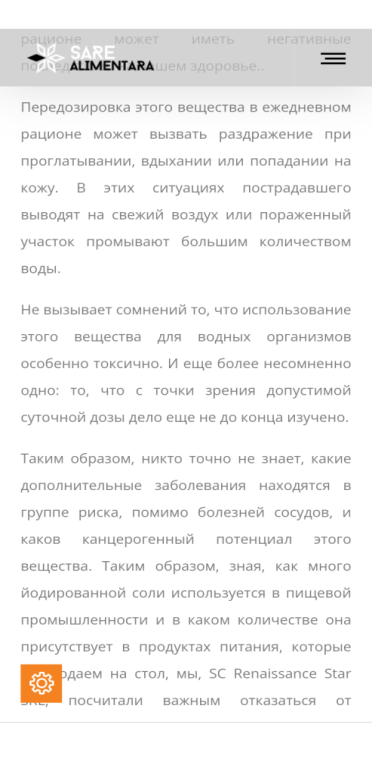 рационе может иметь негативные
SARE
ALIMENTARA
шем здоровье..
Передозировка этого вещества в ежедневном
рационе может вызвать раздражение при
проглатывании, вдыхании или попадании на
кожу. В этих ситуациях пострадавшего
выводят на свежий воздух или пораженный
участок промывают большим количеством
воды.
Не вызывает сомнений то, что использование
этого вещества для водных организмов
особенно токсично. И еще более несомненно
одно: то, что с точки зрения допустимой
суточной дозы дело еще не до конца изучено.
Таким образом, никто точно не знает, какие
дополнительные заболевания находятся в
группе риска, помимо болезней сосудов, и
каков канцерогенный потенциал этого
вещества. Таким образом, зная, как много
йодированной соли используется в пищевой
промышленности и в каком количестве она
присутствует в продуктах питания, которые
одаем на стол, мы, SC Renaissance Star
посчитали важным отказаться от